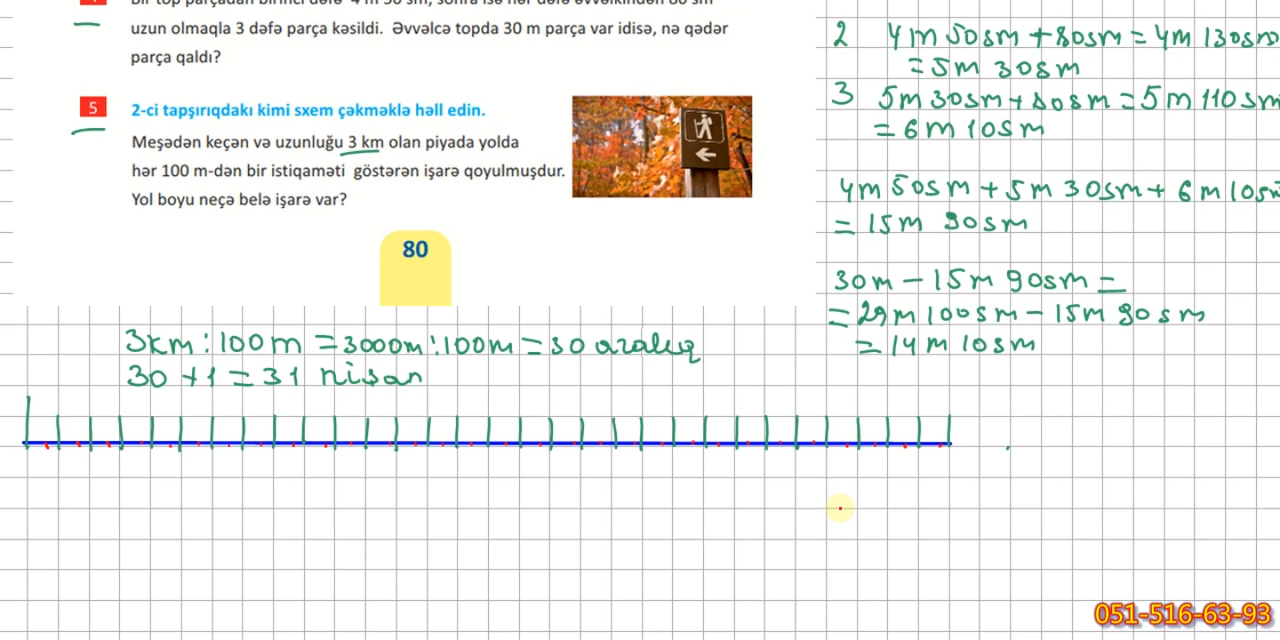 uzun olmaqla 3 dəfə parça kəsildi. Əvvəlcə topda 30 m parça var idisə, nə qədər
parça qaldı?
5 2-ci tapşırıqdakı kimi sxem çəkməklə həll edin.
Meşədən keçən və uzunluğu 3 km olan piyada yolda
hər 100 m-dən bir istiqaməti göstərən işarə qoyulmuşdur.
Yol boyu neçə belə işarə var?
80
2 4m 50sm + 80sm = 4m 130sm
= 5m 30sm
3 5m 30sm + 80sm = 5m 110sm
= 6m 10sm
4m 50sm + 5m 30sm + 6m 10sm
= 15m 90sm
30m - 15m 90sm =
= 29m 100sm - 15m 90sm
= 14m 10sm
3km : 100m = 3000m : 100m = 30 aralıq
30 + 1 = 31 nişan
051-516-63-93